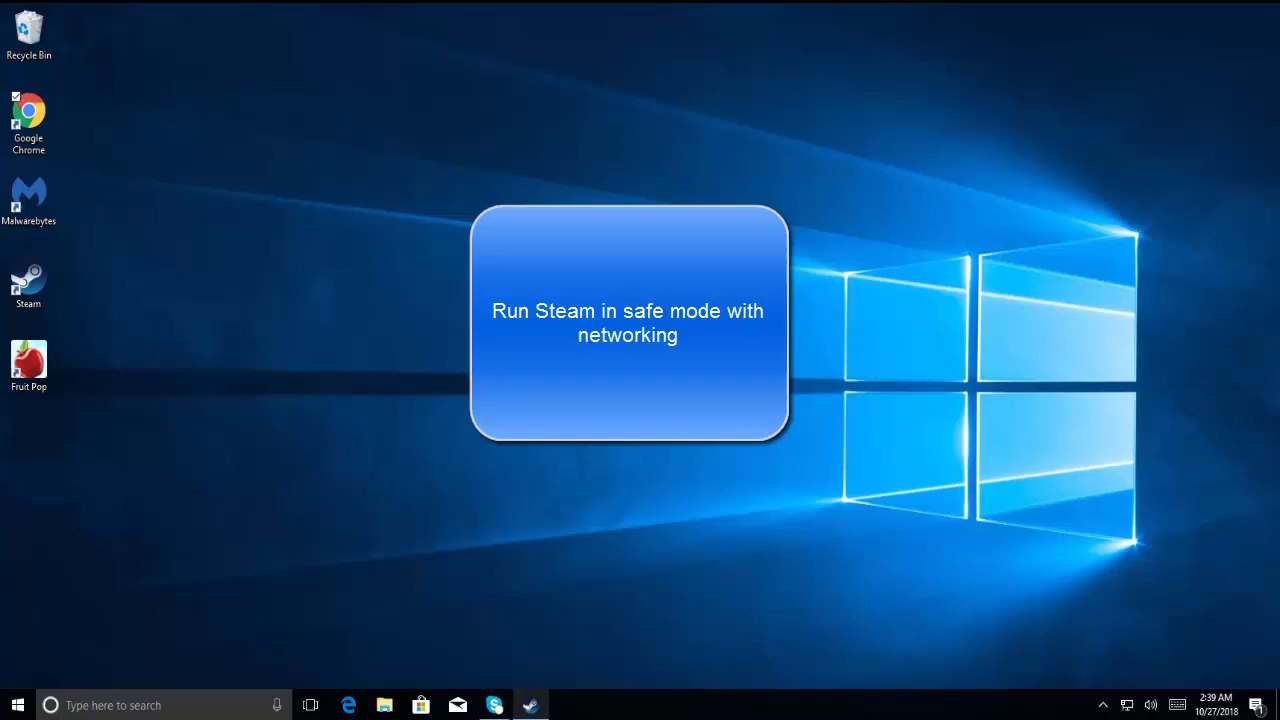 Recycle Bin
Google
Chrome
Malwarebytes
Steam
Fruit Pop
Run Steam in safe mode with
networking
Type here to search
2:39 AM
10/27/2018
1